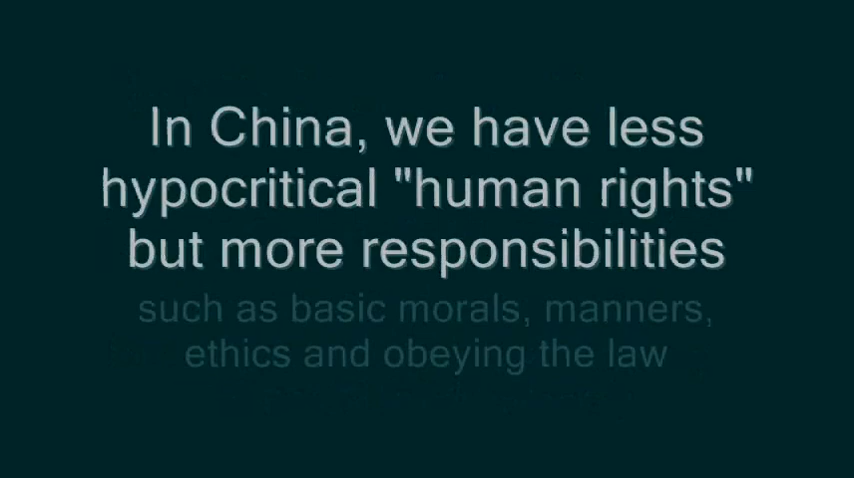 In China, we have less
hypocritical "human rights"
but more responsibilities
such as basic morals, manners,
ethics and obeying the law